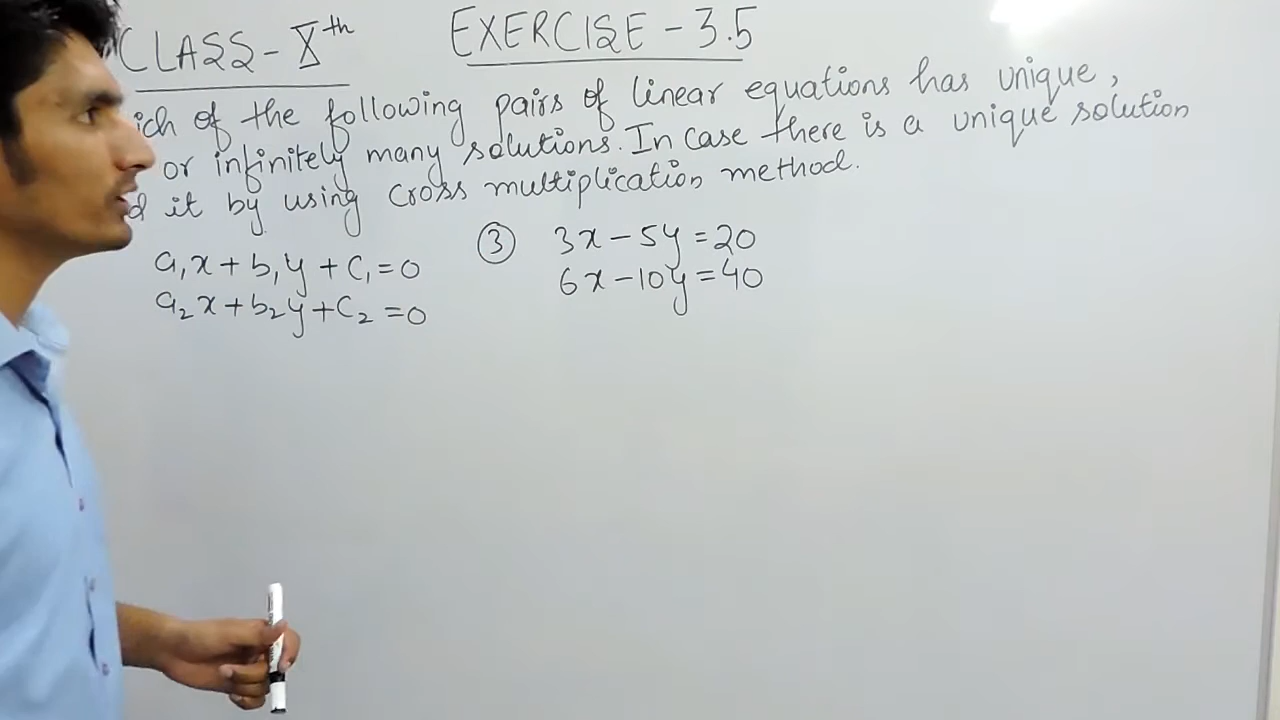 CLASS - Xth EXERCISE - 3.5
of the following pairs of linear equations has unique,
or infinitely many solutions. In case there is a unique solution
it by using cross multiplication method.
a₁x + b₁y + c₁ = 0
a₂x + b₂y + c₂ = 0
③ 3x - 5y = 20
6x - 10y = 40